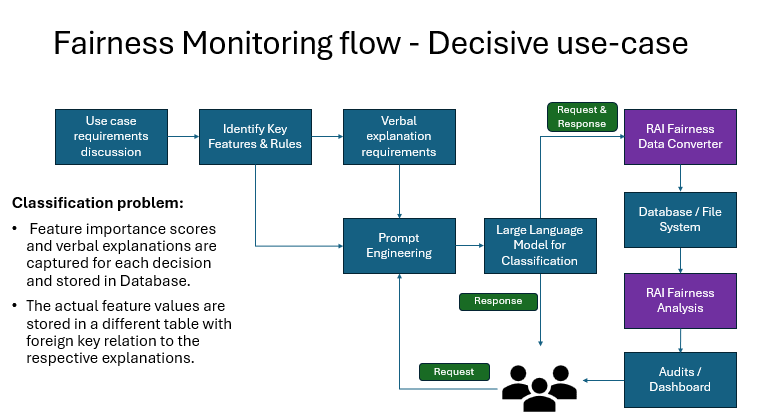 Fairness Monitoring flow - Decisive use-case
Use case
requirements
discussion
Identify Key
Features & Rules
Verbal
explanation
requirements
Request &
Response
RAI Fairness
Data Converter
Classification problem:
• Feature importance scores
and verbal explanations are
captured for each decision
and stored in Database.
• The actual feature values are
stored in a different table with
foreign key relation to the
respective explanations.
Prompt
Engineering
Large Language
Model for
Classification
Database / File
System
Response
RAI Fairness
Analysis
Request
Audits /
Dashboard